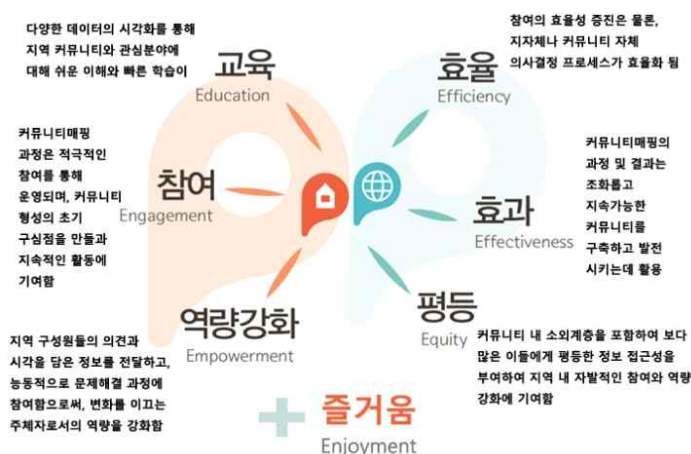 다양한 데이터의 시각화를 통해
지역 커뮤니티와 관심분야에
대해 쉬운 이해와 빠른 학습이
교육
Education
참여의 효율성 증진은 물론,
지자체나 커뮤니티 자체
의사결정 프로세스가 효율화 됨
효율
Efficiency
커뮤니티매핑
과정은 적극적인
참여를 통해
운영되며, 커뮤니티
형성의 초기
구심점을 만들과
지속적인 활동에
기여함
참여
Engagement
커뮤니티매핑의
과정 및 결과는
조화롭고
지속가능한
커뮤니티를
구축하고 발전
시키는데 활용
효과
Effectiveness
역량강화
Empowerment
지역 구성원들의 의견과
시각을 담은 정보를 전달하고,
능동적으로 문제해결 과정에
참여함으로써, 변화를 이끄는
주체자로서의 역량을 강화함
평등
Equity
커뮤니티 내 소외계층을 포함하여 보다
많은 이들에게 평등한 정보 접근성을
부여하여 지역 내 자발적인 참여와 역량
강화에 기여함
+ 즐거움
Enjoyment